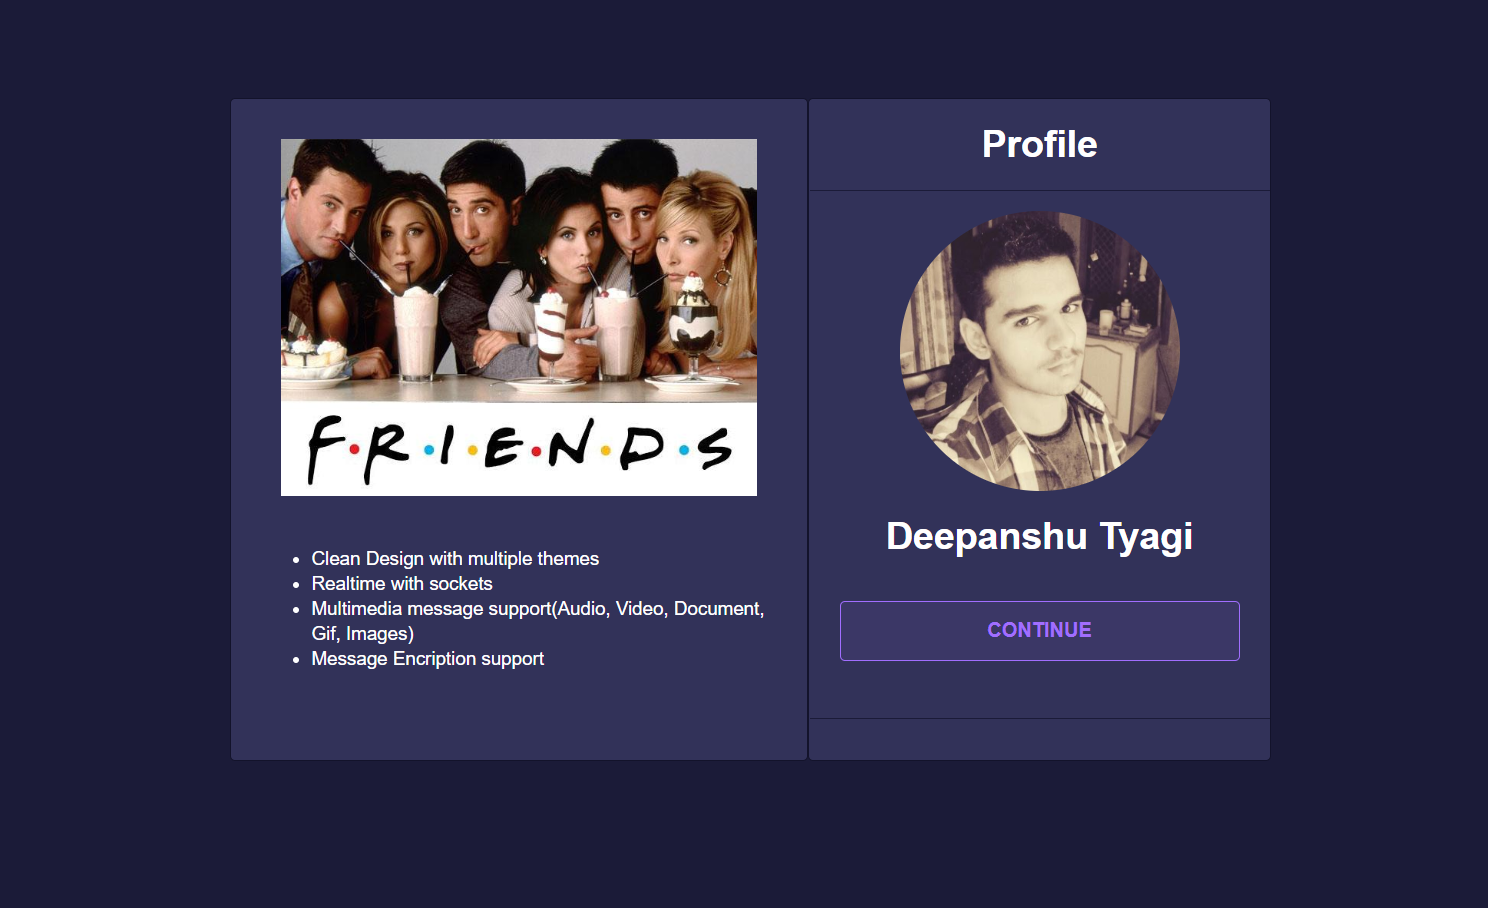 F·R·I·E·N·D·S
Clean Design with multiple themes
Realtime with sockets
Multimedia message support(Audio, Video, Document,
Gif, Images)
Message Encription support
Profile
Deepanshu Tyagi
CONTINUE